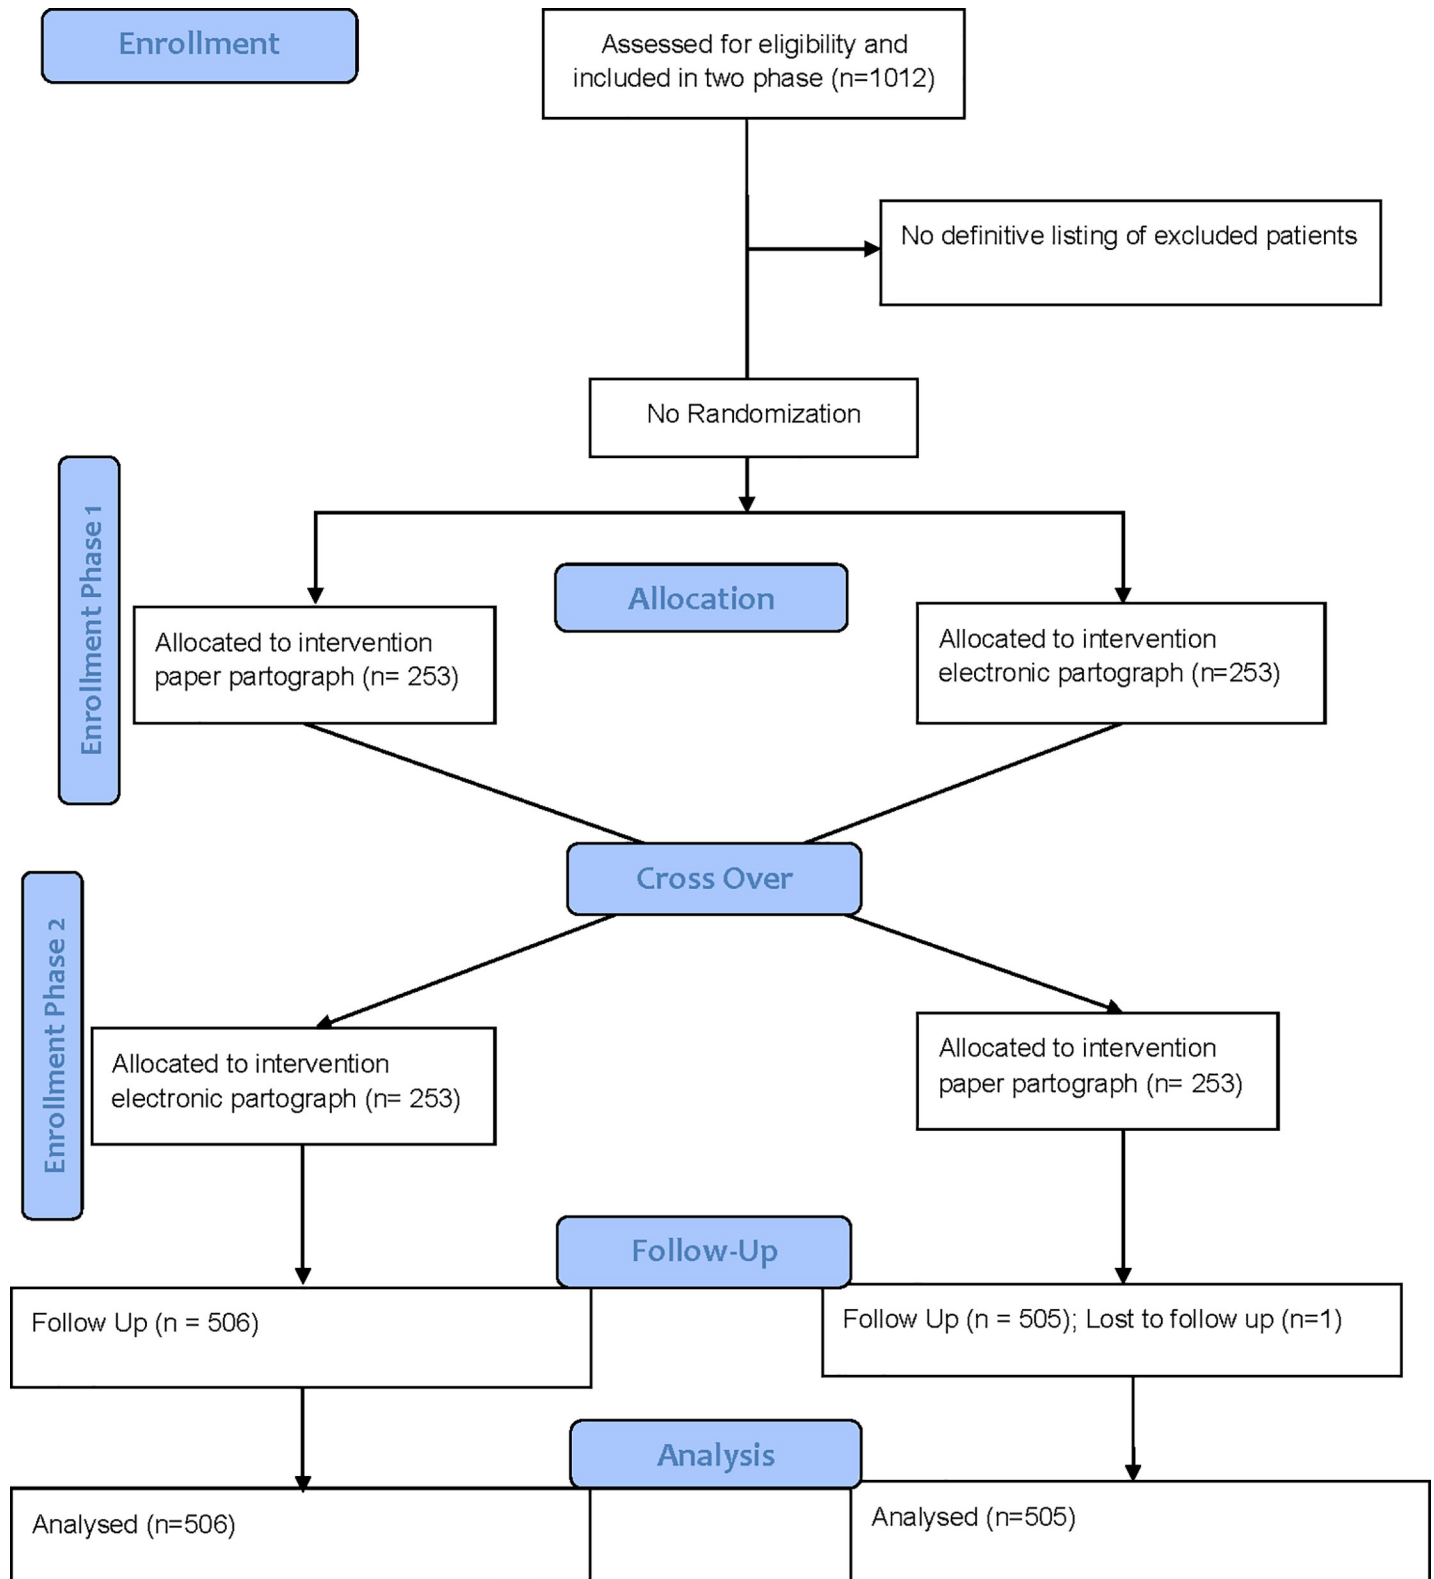 Enrollment
Assessed for eligibility and
included in two phase (n=1012)
No definitive listing of excluded patients
No Randomization
Enrollment Phase 1
Allocation
Allocated to intervention
paper partograph (n= 253)
Allocated to intervention
electronic partograph (n=253)
Cross Over
Enrollment Phase 2
Allocated to intervention
electronic partograph (n= 253)
Allocated to intervention
paper partograph (n= 253)
Follow-Up
Follow Up (n = 506)
Follow Up (n = 505); Lost to follow up (n=1)
Analysis
Analysed (n=506)
Analysed (n=505)